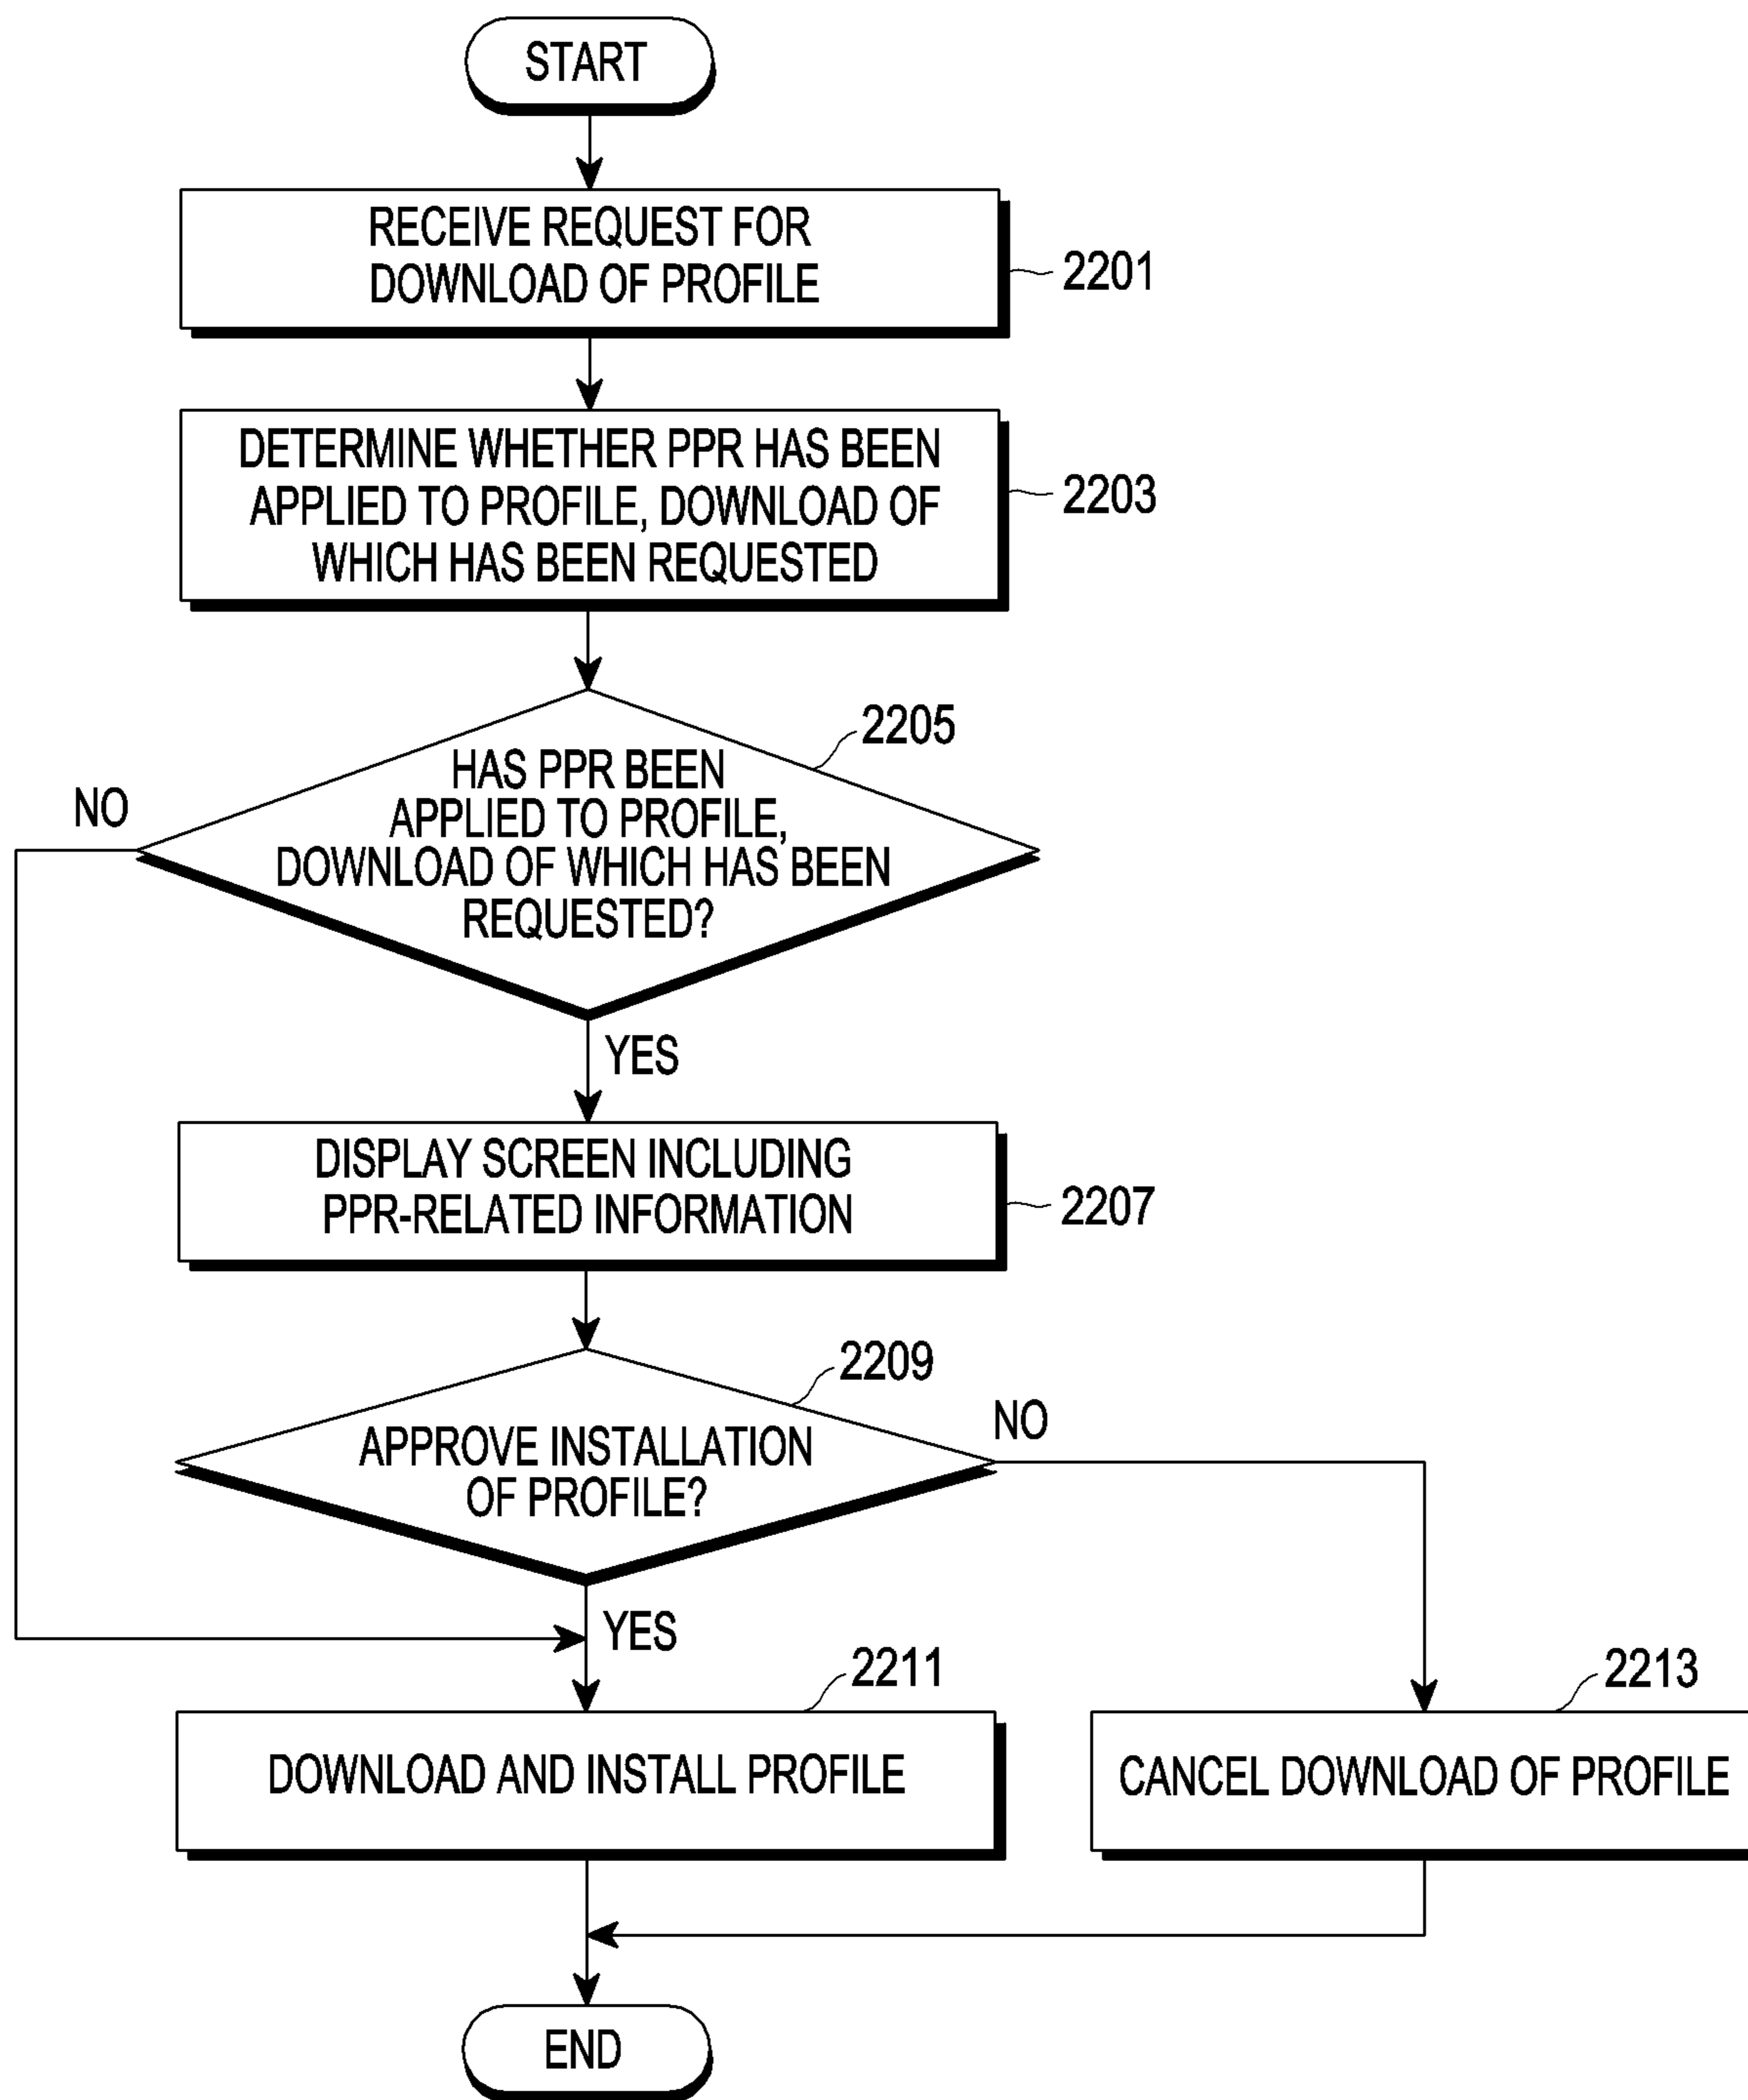 START
RECEIVE REQUEST FOR
DOWNLOAD OF PROFILE
2201
DETERMINE WHETHER PPR HAS BEEN
APPLIED TO PROFILE, DOWNLOAD OF
WHICH HAS BEEN REQUESTED
2203
2205
HAS PPR BEEN
APPLIED TO PROFILE,
DOWNLOAD OF WHICH HAS BEEN
REQUESTED?
NO
YES
DISPLAY SCREEN INCLUDING
PPR-RELATED INFORMATION
2207
2209
APPROVE INSTALLATION
OF PROFILE?
NO
YES
2211
DOWNLOAD AND INSTALL PROFILE
2213
CANCEL DOWNLOAD OF PROFILE
END